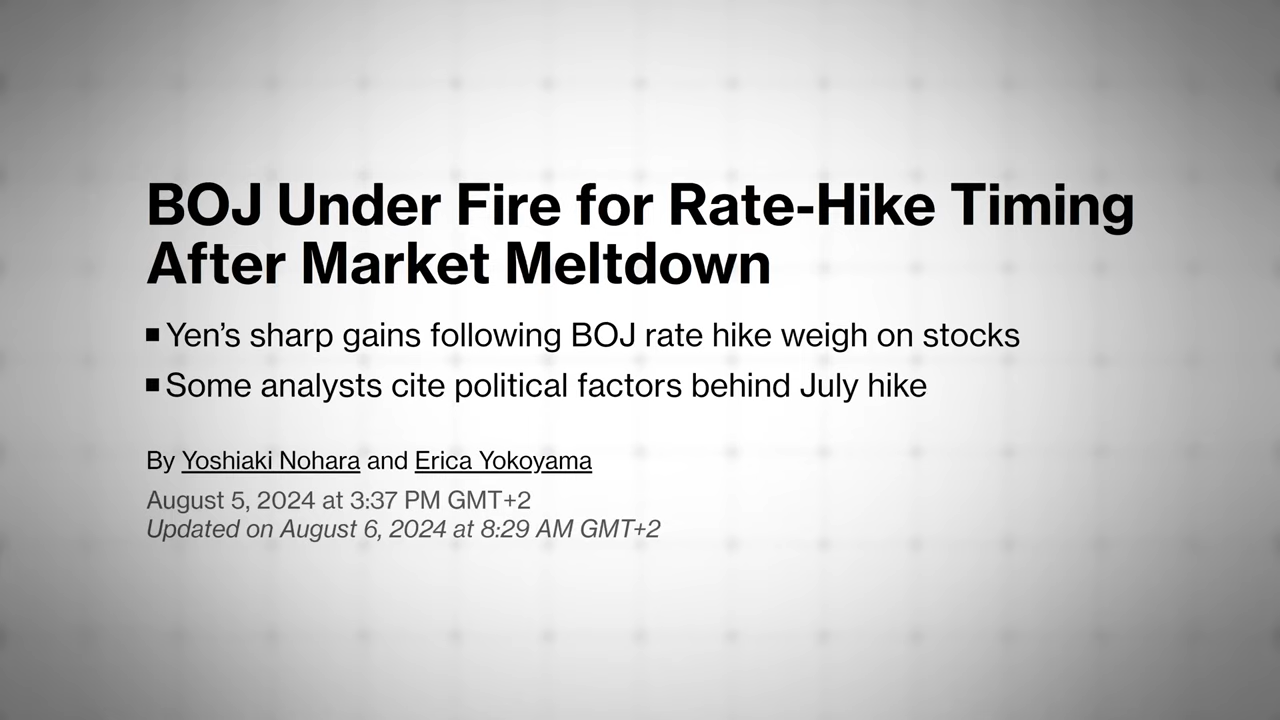 BOJ Under Fire for Rate-Hike Timing
After Market Meltdown
■ Yen’s sharp gains following BOJ rate hike weigh on stocks
■ Some analysts cite political factors behind July hike
By Yoshiaki Nohara and Erica Yokoyama
August 5, 2024 at 3:37 PM GMT+2
Updated on August 6, 2024 at 8:29 AM GMT+2